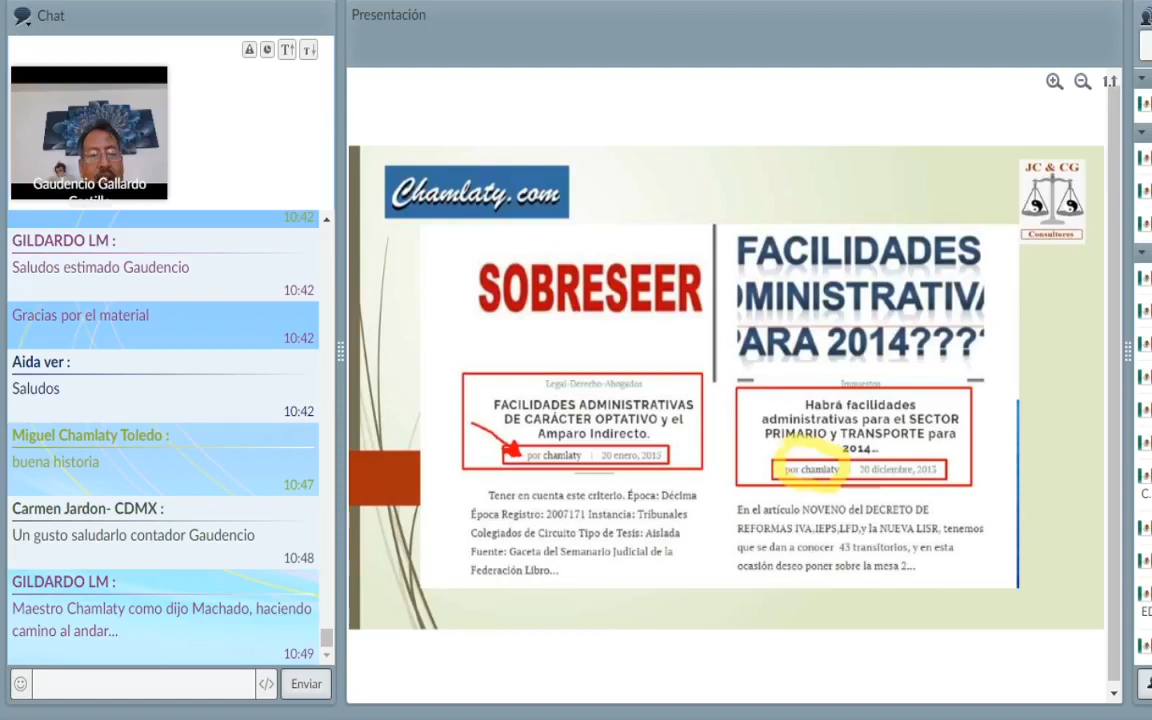 Chat
Presentación
Gaudencio Gallardo
10:42
GILDARDO LM :
Saludos estimado Gaudencio
10:42
Gracias por el material
10:42
Aida ver :
Saludos
10:42
Miguel Chamlaty Toledo :
buena historia
10:47
Carmen Jardon- CDMX :
Un gusto saludarlo contador Gaudencio
10:48
GILDARDO LM :
Maestro Chamlaty como dijo Machado, haciendo
camino al andar...
10:49
Enviar
Chamlaty.com
JC & CG
Consultores
SOBRESEER
Legal-Derecho-Abogados
FACILIDADES ADMINISTRATIVAS
DE CARÁCTER OPTATIVO y el
Amparo Indirecto.
por chamlaty | 20 enero, 2015
Tener en cuenta este criterio. Época: Décima
Época Registro: 2007171 Instancia: Tribunales
Colegiados de Circuito Tipo de Tesis: Aislada
Fuente: Gaceta del Semanario Judicial de la
Federación Libro...
FACILIDADES
DMINISTRATIVA
PARA 2014????
Impuestos
Habrá facilidades
administrativas para el SECTOR
PRIMARIO y TRANSPORTE para
2014...
por chamlaty 20 diciembre, 2013
En el artículo NOVENO del DECRETO DE
REFORMAS IVA,IEPS,LFD,y la NUEVA LISR, tenemos
que se dan a conocer 43 transitorios, y en esta
ocasión deseo poner sobre la mesa 2...
1:1
C.